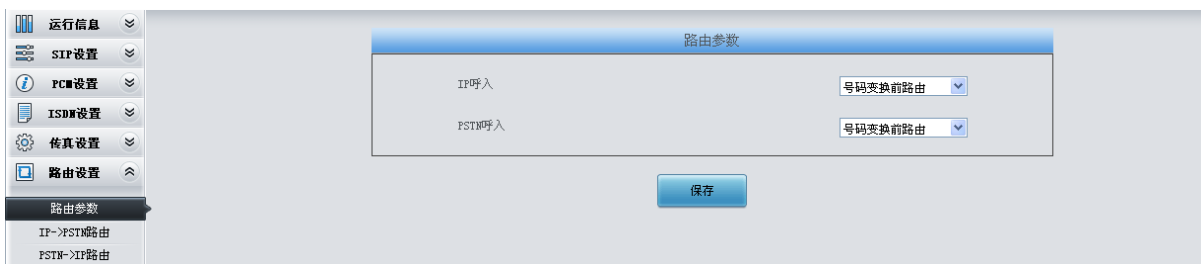 运行信息
SIP设置
PCM设置
ISDN设置
传真设置
路由设置
路由参数
IP->PSTN路由
PSTN->IP路由
路由参数
IP呼入 号码变换前路由
PSTN呼入 号码变换前路由
保存